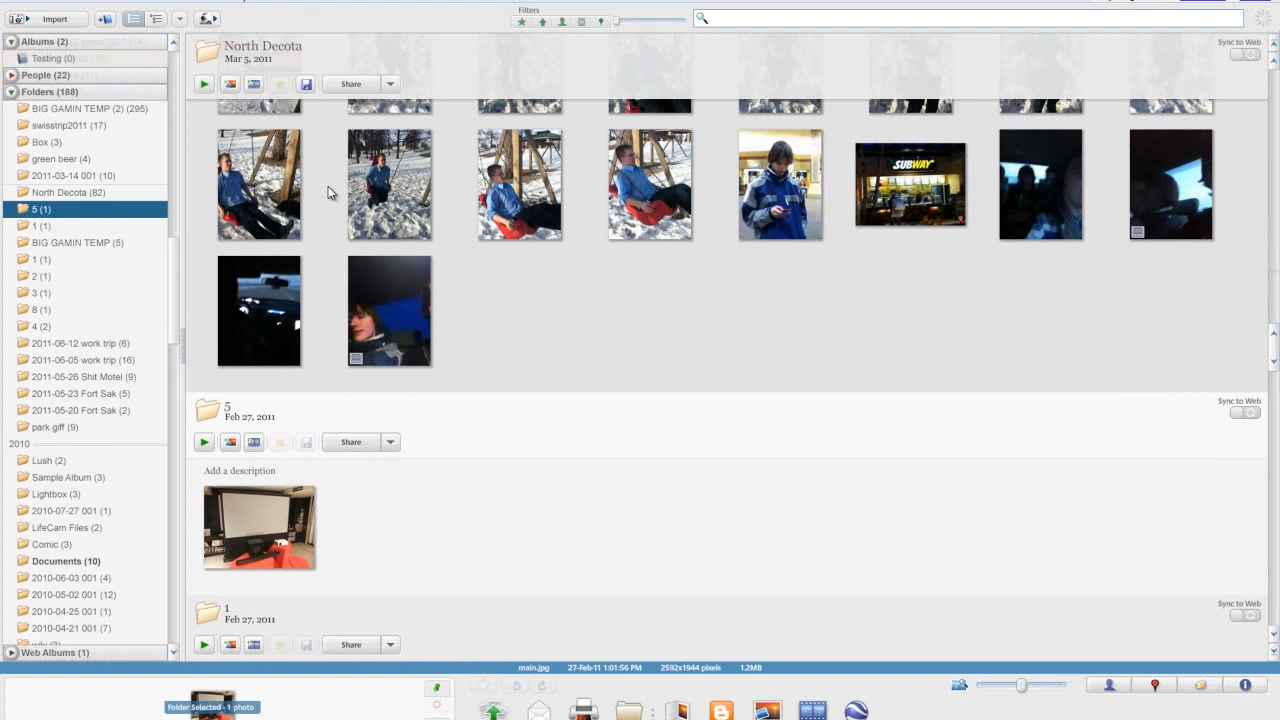 Import
Filters
Albums (2)
Testing (0)
People (22)
Folders (188)
BIG GAMIN TEMP (2) (295)
swisstrip2011 (17)
Box (3)
green beer (4)
2011-03-14 001 (10)
North Decota (82)
5 (1)
1 (1)
BIG GAMIN TEMP (5)
1 (1)
2 (1)
3 (1)
8 (1)
4 (2)
2011-06-12 work trip (6)
2011-06-05 work trip (16)
2011-05-26 Shit Motel (9)
2011-05-23 Fort Sak (5)
2011-05-20 Fort Sak (2)
park giff (9)
2010
Lush (2)
Sample Album (3)
Lightbox (3)
2010-07-27 001 (1)
LifeCam Files (2)
Comic (3)
Documents (10)
2010-06-03 001 (4)
2010-05-02 001 (12)
2010-04-25 001 (1)
2010-04-21 001 (7)
Web Albums (1)
North Decota
Mar 5, 2011
Sync to Web
Share
SUBWAY
5
Feb 27, 2011
Sync to Web
Share
Add a description
1
Feb 27, 2011
Sync to Web
Share
main.jpg 27-Feb-11 1:01:56 PM 2592x1944 pixels 1.2MB
Folder Selected - 1 photo